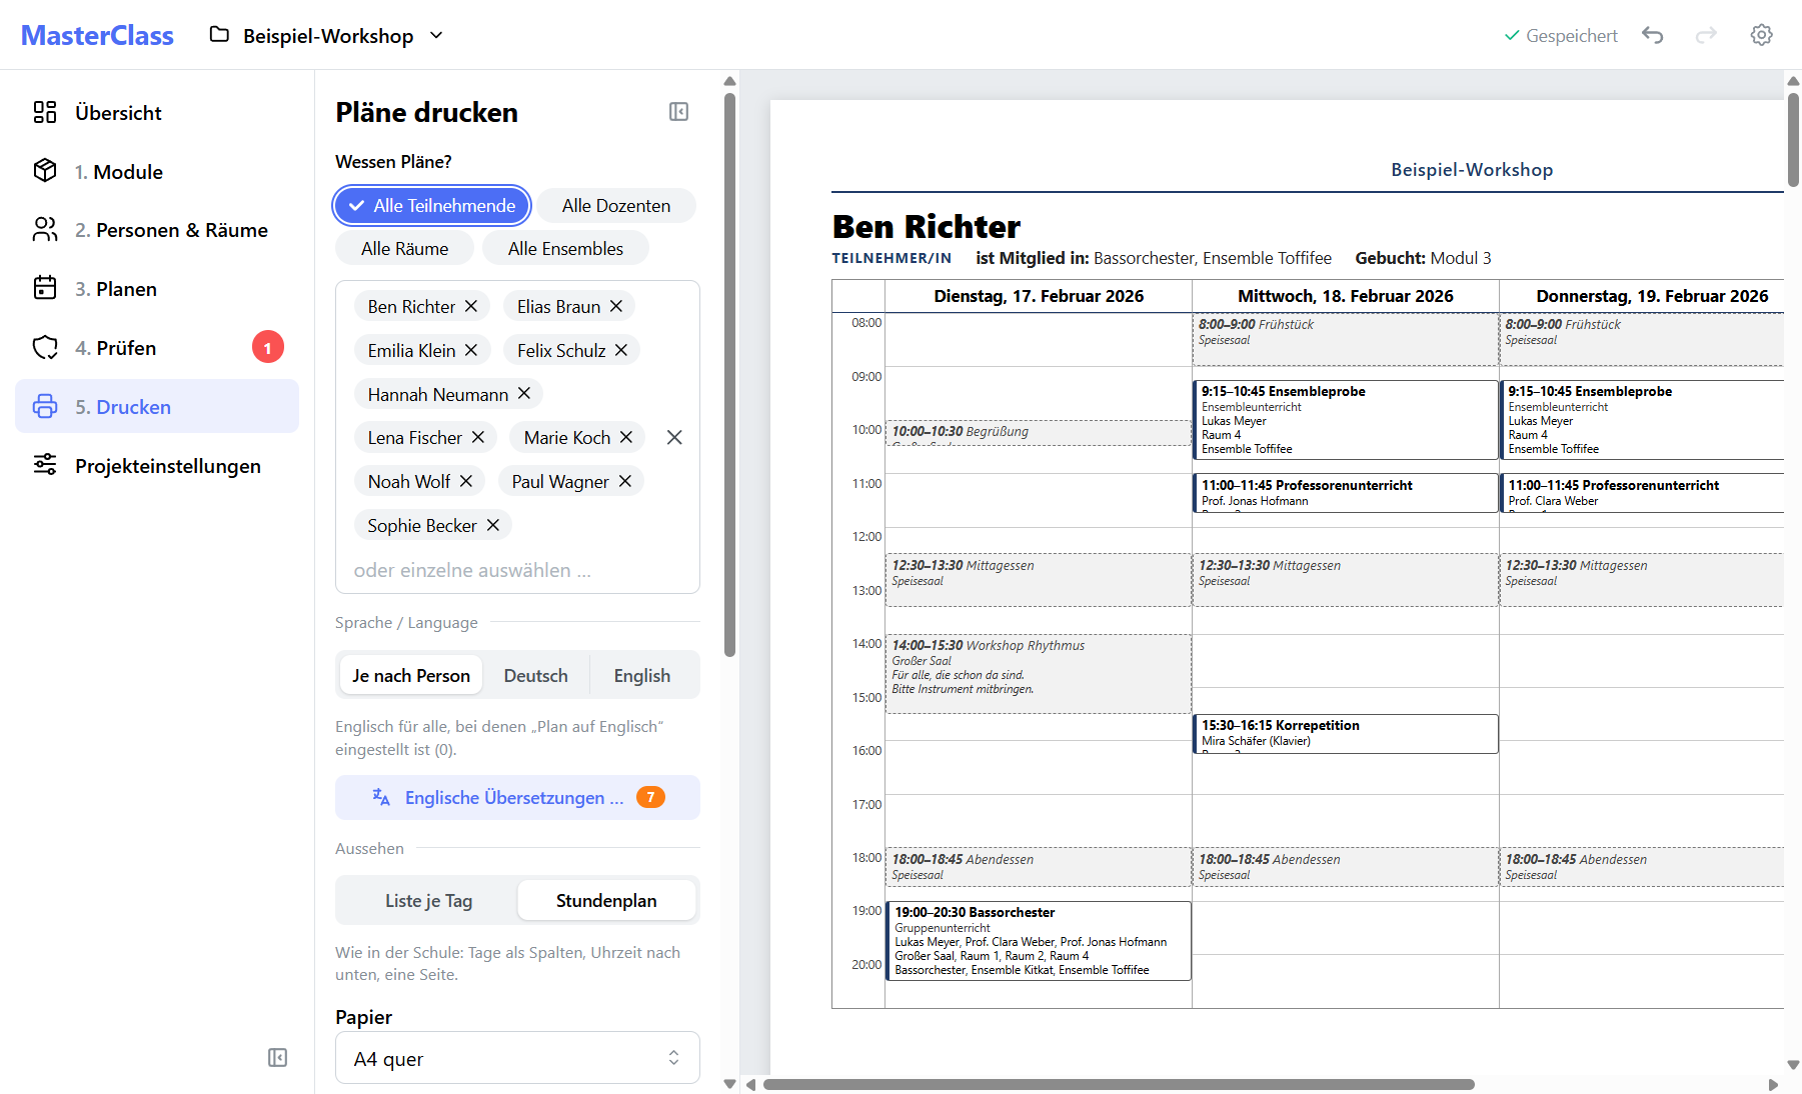 MasterClass
Beispiel-Workshop
Gespeichert
Übersicht
1. Module
2. Personen & Räume
3. Planen
4. Prüfen
1
5. Drucken
Projekteinstellungen
Pläne drucken
Wessen Pläne?
Alle Teilnehmende
Alle Dozenten
Alle Räume
Alle Ensembles
Ben Richter
Elias Braun
Emilia Klein
Felix Schulz
Hannah Neumann
Lena Fischer
Marie Koch
Noah Wolf
Paul Wagner
Sophie Becker
oder einzelne auswählen ...
Sprache / Language
Je nach Person
Deutsch
English
Englisch für alle, bei denen „Plan auf Englisch“
eingestellt ist (0).
Englische Übersetzungen ...
7
Aussehen
Liste je Tag
Stundenplan
Wie in der Schule: Tage als Spalten, Uhrzeit nach
unten, eine Seite.
Papier
A4 quer
Beispiel-Workshop
Ben Richter
TEILNEHMER/IN ist Mitglied in: Bassorchester, Ensemble Toffifee Gebucht: Modul 3
Dienstag, 17. Februar 2026
Mittwoch, 18. Februar 2026
Donnerstag, 19. Februar 2026
08:00
09:00
10:00
11:00
12:00
13:00
14:00
15:00
16:00
17:00
18:00
19:00
20:00
10:00–10:30 Begrüßung
12:30–13:30 Mittagessen
Speisesaal
14:00–15:30 Workshop Rhythmus
Großer Saal
Für alle, die schon da sind.
Bitte Instrument mitbringen.
18:00–18:45 Abendessen
Speisesaal
19:00–20:30 Bassorchester
Gruppenunterricht
Lukas Meyer, Prof. Clara Weber, Prof. Jonas Hofmann
Großer Saal, Raum 1, Raum 2, Raum 4
Bassorchester, Ensemble Kitkat, Ensemble Toffifee
8:00–9:00 Frühstück
Speisesaal
9:15–10:45 Ensembleprobe
Ensembleunterricht
Lukas Meyer
Raum 4
Ensemble Toffifee
11:00–11:45 Professorenunterricht
Prof. Jonas Hofmann
12:30–13:30 Mittagessen
Speisesaal
15:30–16:15 Korrepetition
Mira Schäfer (Klavier)
18:00–18:45 Abendessen
Speisesaal
8:00–9:00 Frühstück
Speisesaal
9:15–10:45 Ensembleprobe
Ensembleunterricht
Lukas Meyer
Raum 4
Ensemble Toffifee
11:00–11:45 Professorenunterricht
Prof. Clara Weber
12:30–13:30 Mittagessen
Speisesaal
18:00–18:45 Abendessen
Speisesaal